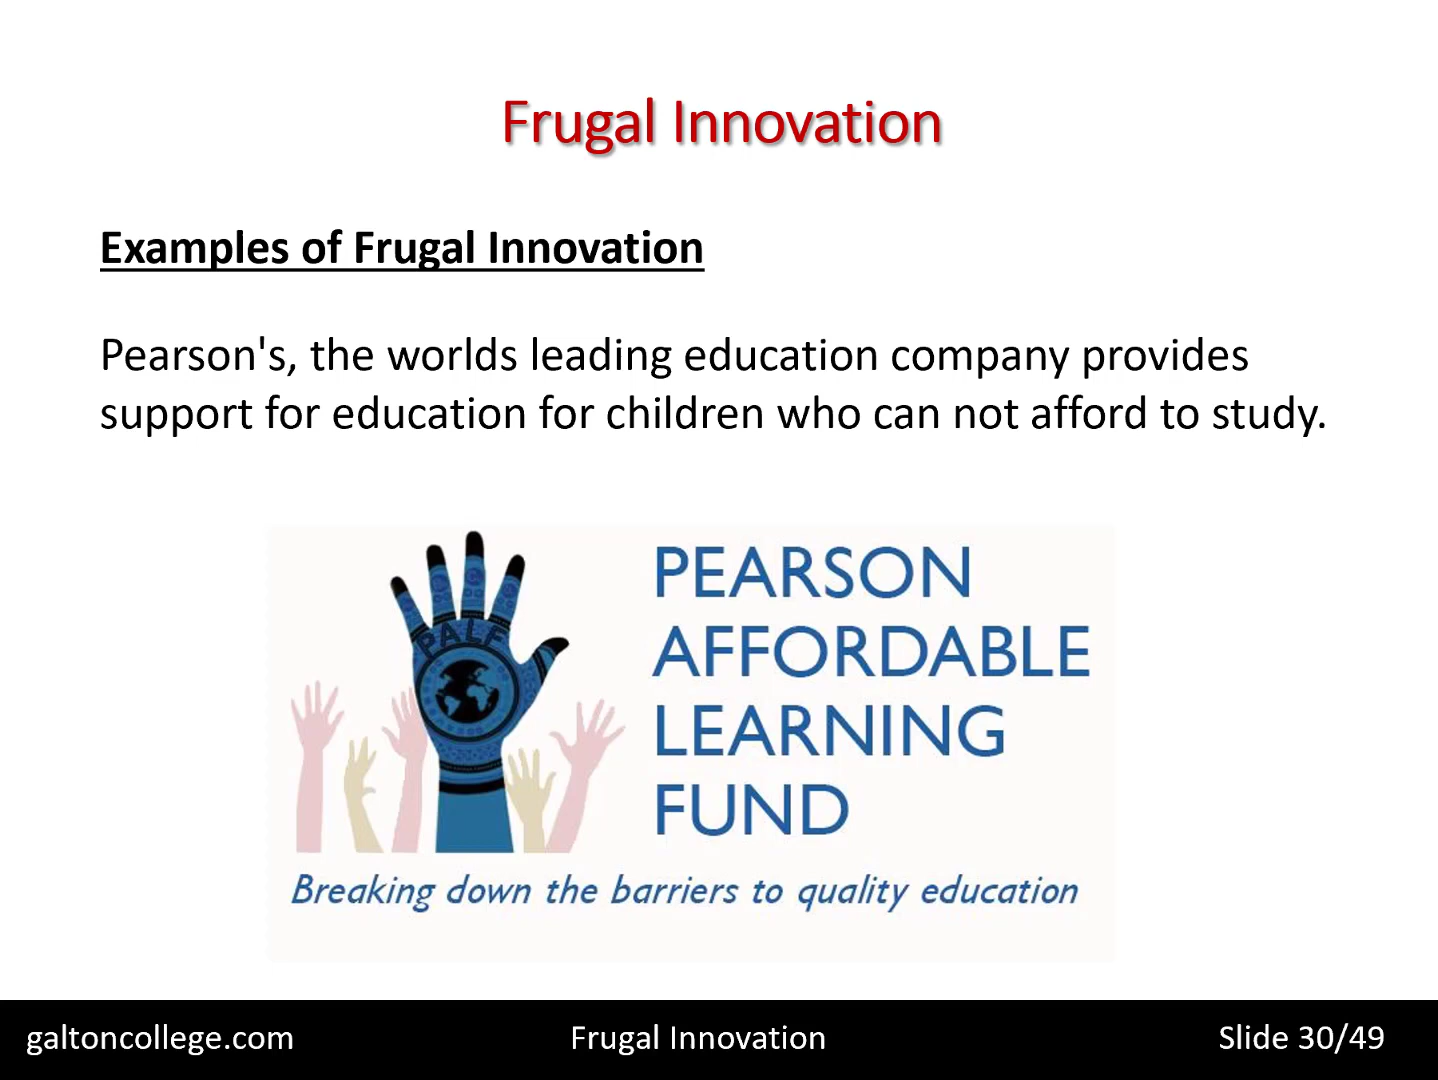 Frugal Innovation
Examples of Frugal Innovation
Pearson's, the worlds leading education company provides
support for education for children who can not afford to study.
PALF
PEARSON
AFFORDABLE
LEARNING
FUND
Breaking down the barriers to quality education
galtoncollege.com
Frugal Innovation
Slide 30/49